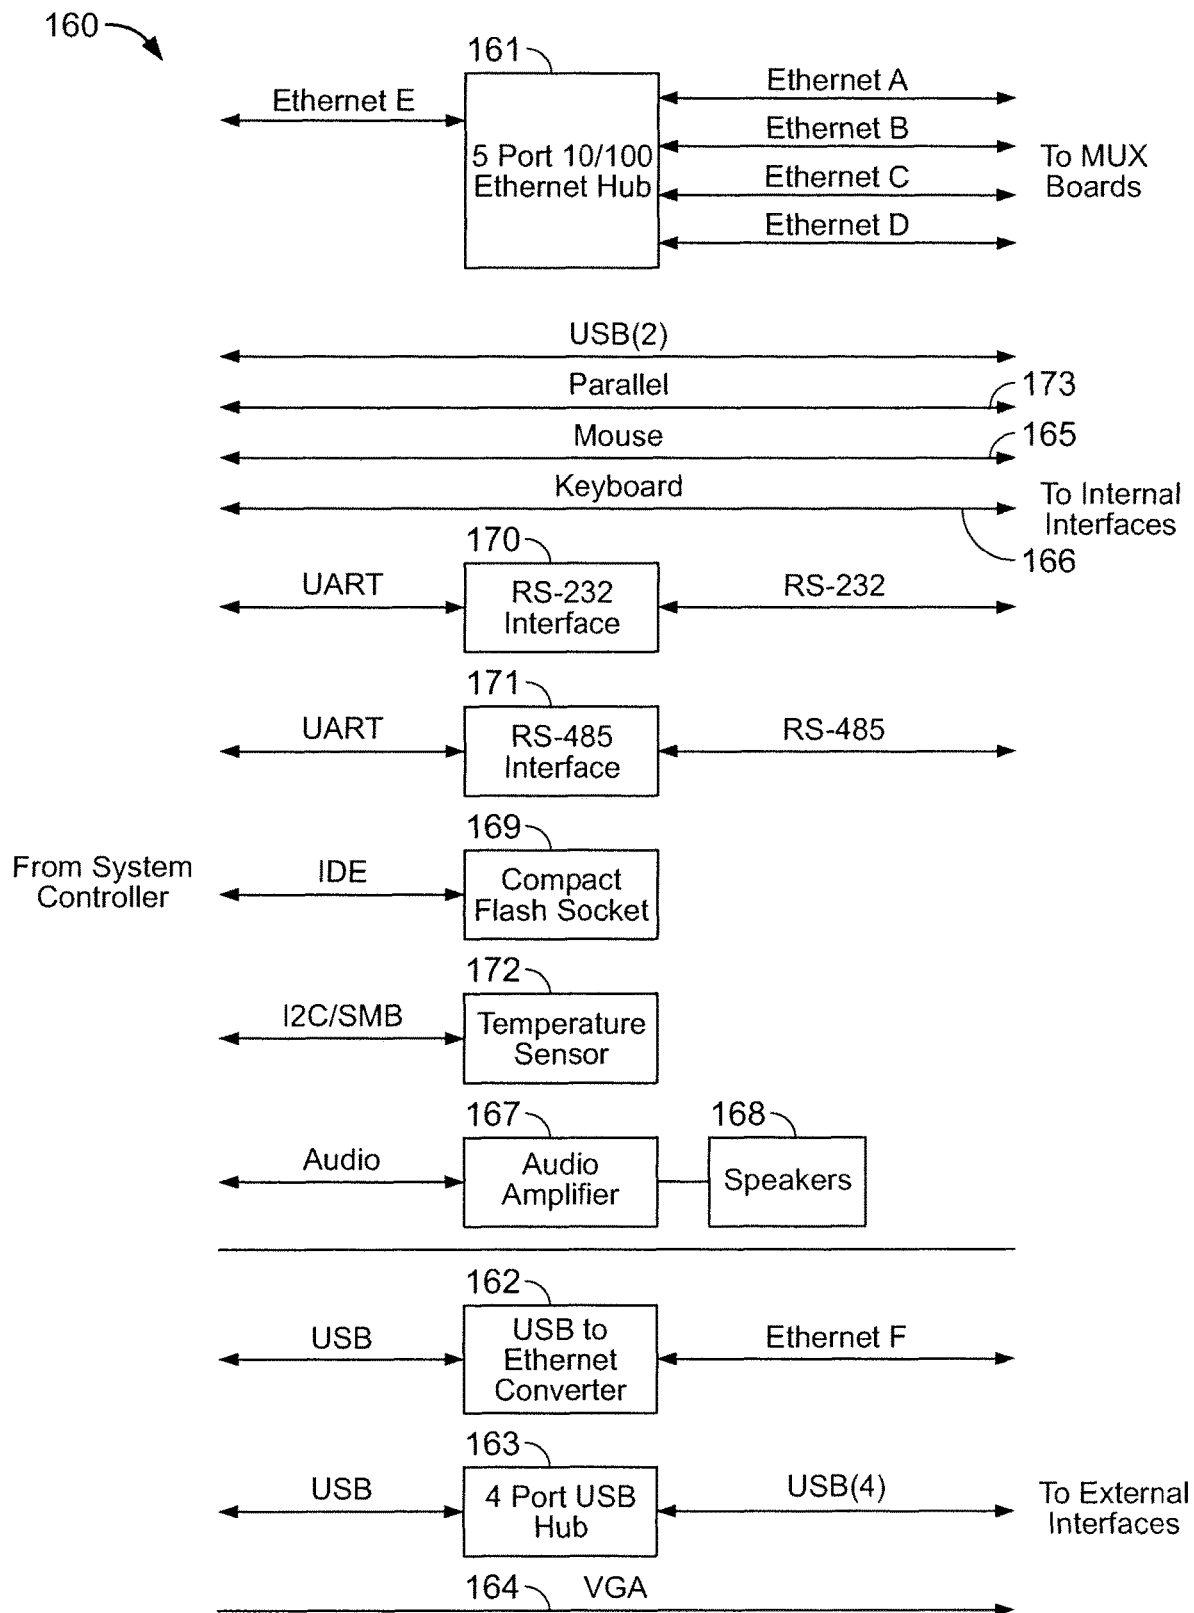 160
161
Ethernet E
5 Port 10/100
Ethernet Hub
Ethernet A
Ethernet B
Ethernet C
Ethernet D
To MUX
Boards
USB(2)
Parallel
173
Mouse
165
Keyboard
166
To Internal
Interfaces
170
UART
RS-232
Interface
RS-232
171
UART
RS-485
Interface
RS-485
From System
Controller
169
IDE
Compact
Flash Socket
172
I2C/SMB
Temperature
Sensor
167
Audio
Audio
Amplifier
168
Speakers
162
USB
USB to
Ethernet
Converter
Ethernet F
163
USB
4 Port USB
Hub
USB(4)
To External
Interfaces
164
VGA